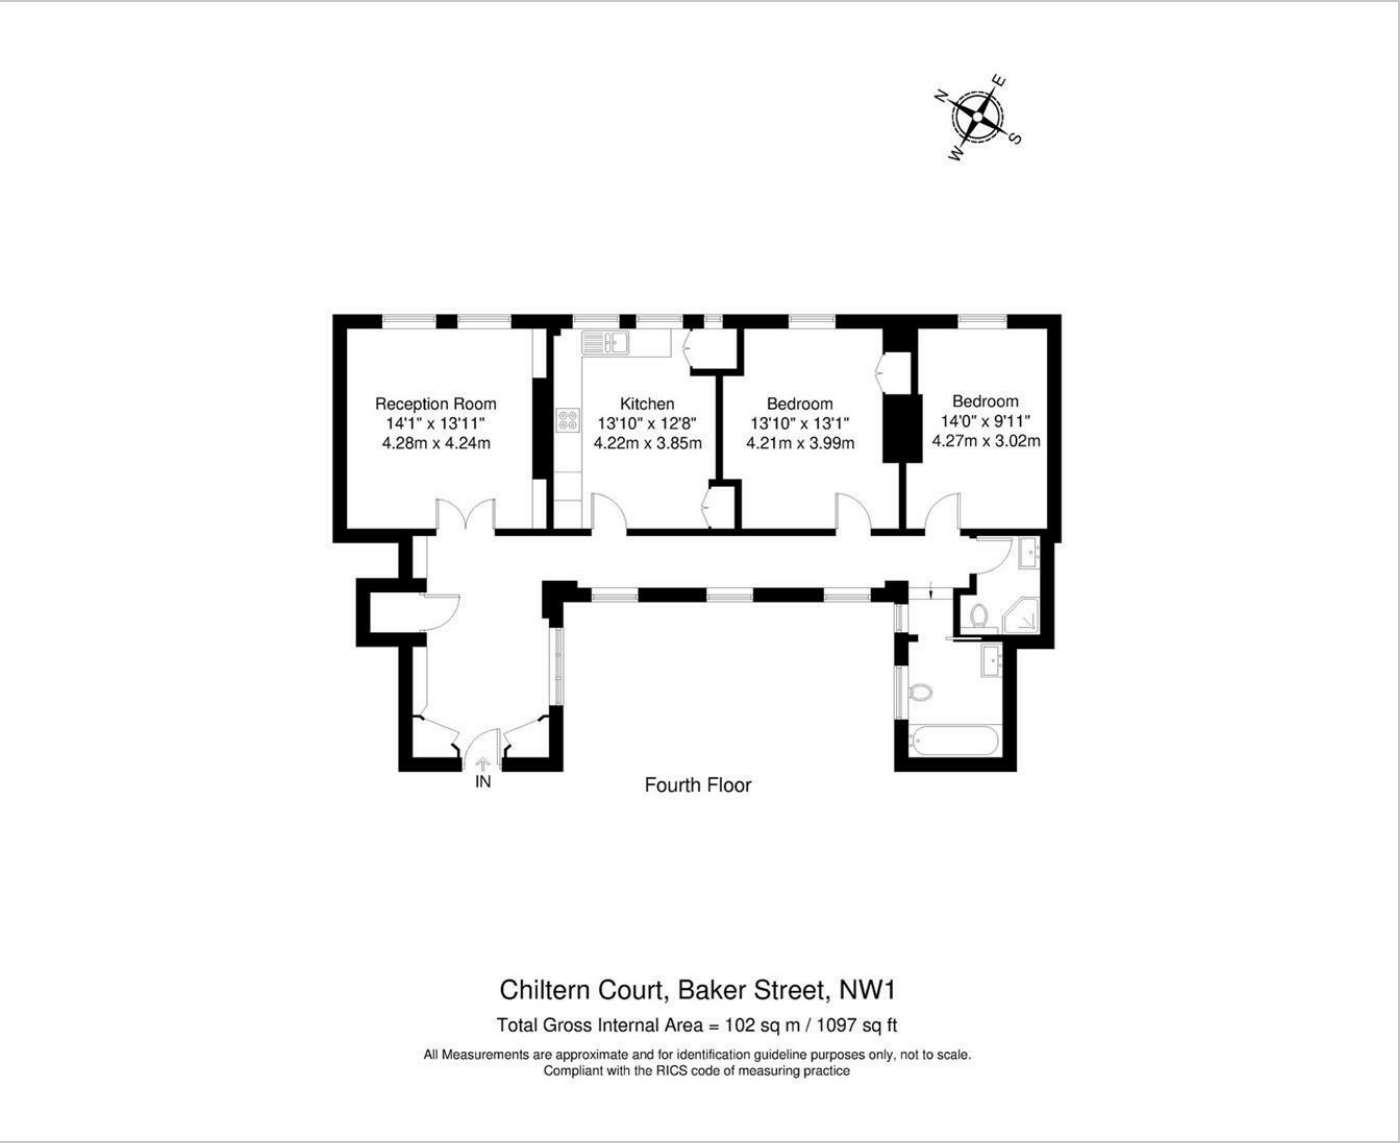 N E
W S
Reception Room
14'1" x 13'11"
4.28m x 4.24m
Kitchen
13'10" x 12'8"
4.22m x 3.85m
Bedroom
13'10" x 13'1"
4.21m x 3.99m
Bedroom
14'0" x 9'11"
4.27m x 3.02m
IN
Fourth Floor
Chiltern Court, Baker Street, NW1
Total Gross Internal Area = 102 sq m / 1097 sq ft
All Measurements are approximate and for identification guideline purposes only, not to scale.
Compliant with the RICS code of measuring practice